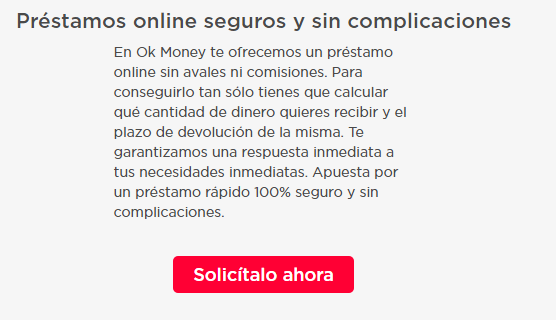 Préstamos online seguros y sin complicaciones
En Ok Money te ofrecemos un préstamo
online sin avales ni comisiones. Para
conseguirlo tan sólo tienes que calcular
qué cantidad de dinero quieres recibir y el
plazo de devolución de la misma. Te
garantizamos una respuesta inmediata a
tus necesidades inmediatas. Apuesta por
un préstamo rápido 100% seguro y sin
complicaciones.
Solicítalo ahora